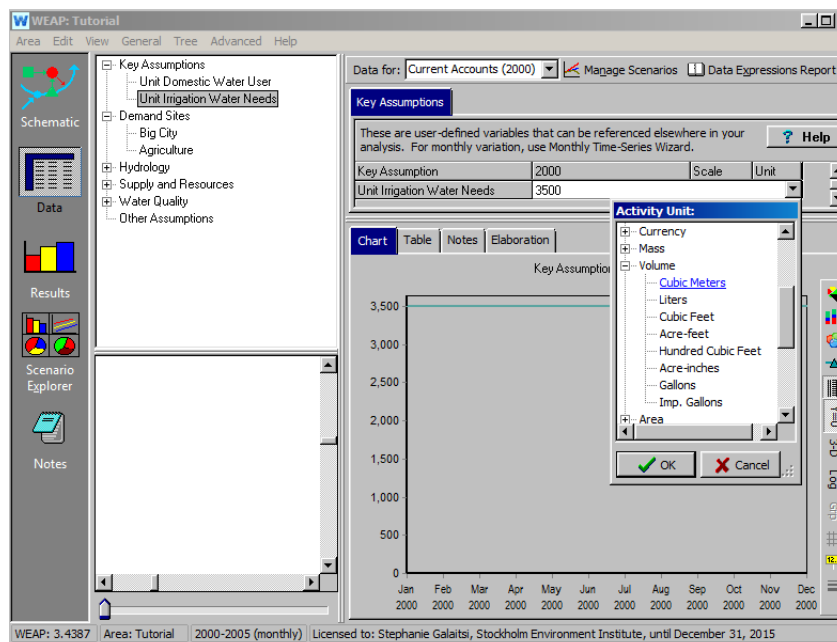 WEAP: Tutorial
Area Edit View General Tree Advanced Help
Schematic
Data
Results
Scenario
Explorer
Notes
Key Assumptions
Unit Domestic Water User
Unit Irrigation Water Needs
Demand Sites
Big City
Agriculture
Hydrology
Supply and Resources
Water Quality
Other Assumptions
Data for: Current Accounts (2000) Manage Scenarios Data Expressions Report
Key Assumptions
These are user-defined variables that can be referenced elsewhere in your
analysis. For monthly variation, use Monthly Time-Series Wizard.
? Help
Key Assumption 2000 Scale Unit
Unit Irrigation Water Needs 3500
Activity Unit:
Currency
Mass
Volume
Cubic Meters
Liters
Cubic Feet
Acre-feet
Hundred Cubic Feet
Acre-inches
Gallons
Imp. Gallons
Area
OK Cancel
Chart Table Notes Elaboration
Key Assumption
3,500
3,000
2,500
2,000
1,500
1,000
500
0
Jan Feb Mar Apr May Jun Jul Aug Sep Oct Nov Dec
2000 2000 2000 2000 2000 2000 2000 2000 2000 2000 2000 2000
3-D
Log
WEAP: 3.4387 Area: Tutorial 2000-2005 (monthly) Licensed to: Stephanie Galaitsi, Stockholm Environment Institute, until December 31, 2015